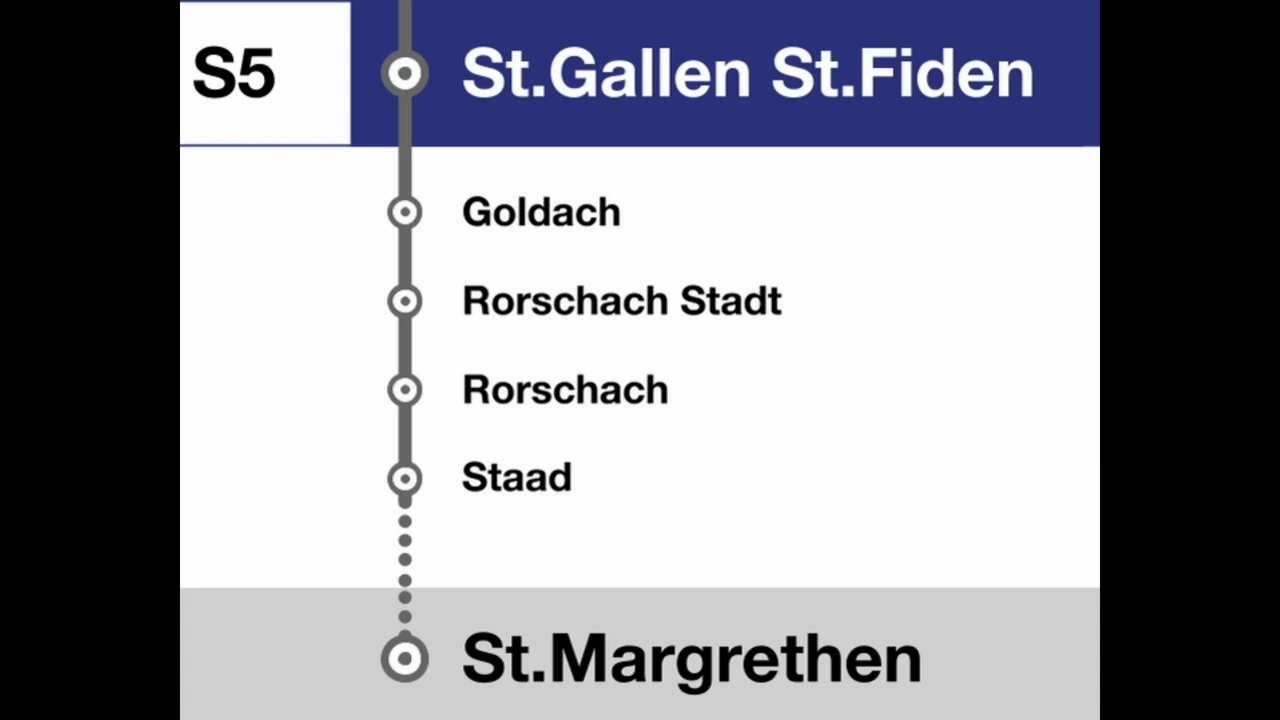 S5
St.Gallen St.Fiden
Goldach
Rorschach Stadt
Rorschach
Staad
St.Margrethen